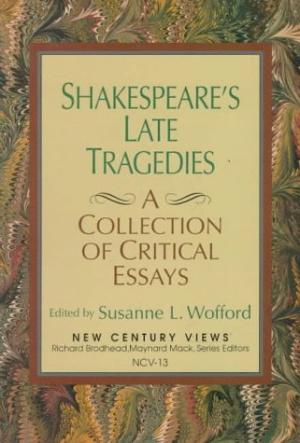 SHAKESPEARE'S
LATE
TRAGEDIES
A
COLLECTION
OF CRITICAL
ESSAYS
Edited by Susanne L. Wofford
NEW CENTURY VIEWS
Richard Brodhead, Maynard Mack, Series Editors
NCV-13